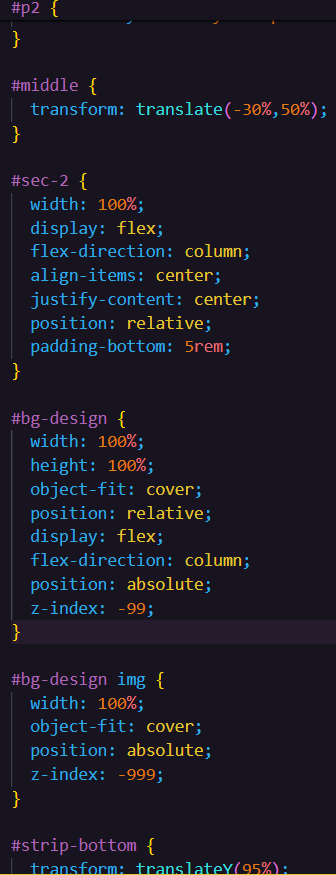 #p2 {
}
#middle {
transform: translate(-30%,50%);
}
#sec-2 {
width: 100%;
display: flex;
flex-direction: column;
align-items: center;
justify-content: center;
position: relative;
padding-bottom: 5rem;
}
#bg-design {
width: 100%;
height: 100%;
object-fit: cover;
position: relative;
display: flex;
flex-direction: column;
position: absolute;
z-index: -99;
}
#bg-design img {
width: 100%;
object-fit: cover;
position: absolute;
z-index: -999;
}
#strip-bottom {
transform: translateY(95%);